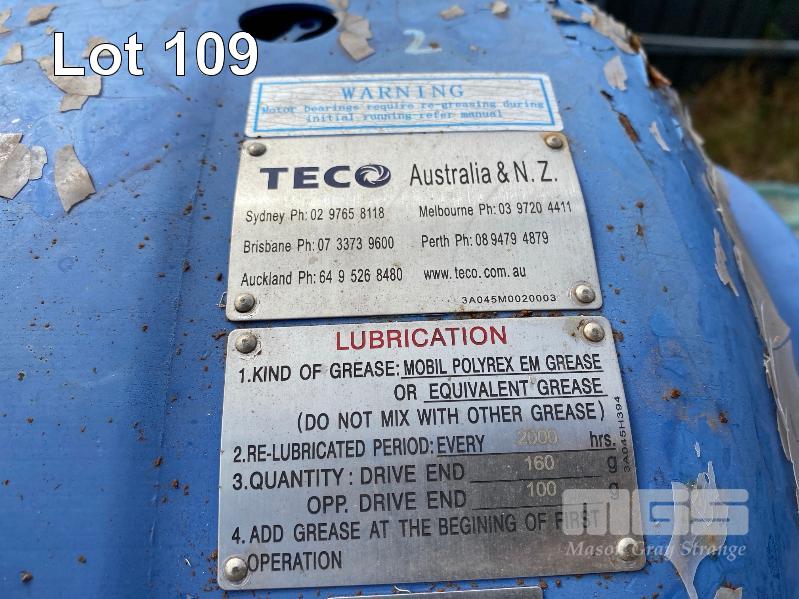 Lot 109
2
WARNING
Motor bearings require re-greasing during
initial running refer manual
TECO Australia & N.Z.
Sydney Ph: 02 9765 8118 Melbourne Ph: 03 9720 4411
Brisbane Ph: 07 3373 9600 Perth Ph: 08 9479 4879
Auckland Ph: 64 9 526 8480 www.teco.com.au
3A045M0020003
LUBRICATION
1.KIND OF GREASE: MOBIL POLYREX EM GREASE
OR EQUIVALENT GREASE
(DO NOT MIX WITH OTHER GREASE)
2.RE-LUBRICATED PERIOD: EVERY 2000 hrs.
3.QUANTITY : DRIVE END 160 g
OPP. DRIVE END 100 g
4. ADD GREASE AT THE BEGINING OF FIRST
OPERATION
3A045H394
MGS
Mason Gray Strange